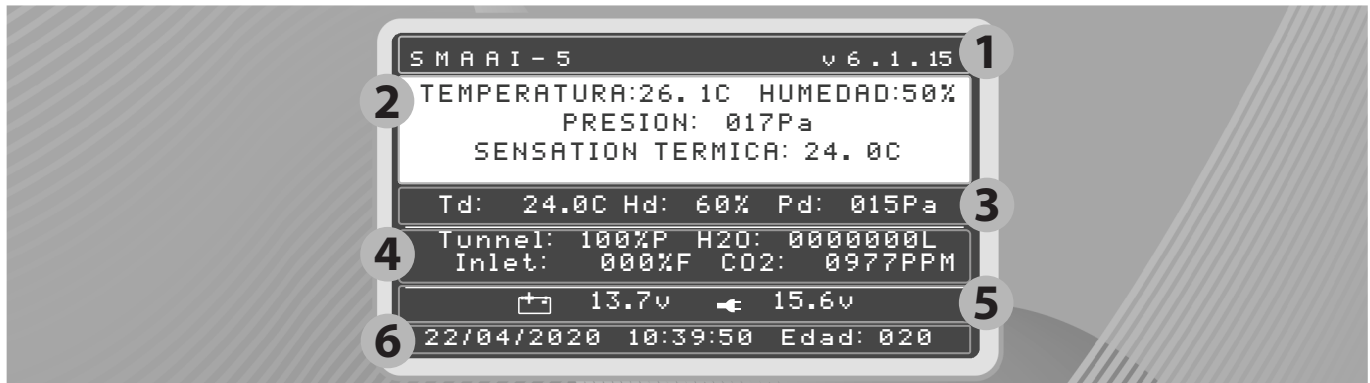 SMAAI-5 v6.1.15 1
2 TEMPERATURA:26.1C HUMEDAD:50%
PRESION: 017Pa
SENSATION TERMICA: 24.0C
Td: 24.0C Hd: 60% Pd: 015Pa 3
Tunnel: 100%P H2O: 0000000L
4 Inlet: 000%F CO2: 0977PPM
13.7v 15.6v 5
6 22/04/2020 10:39:50 Edad: 020